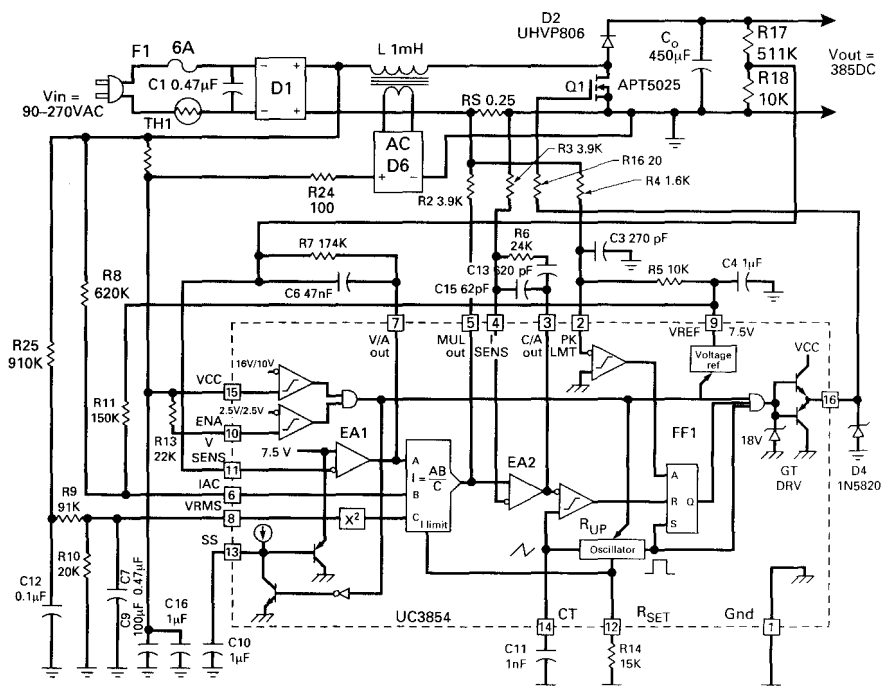 D2
UHVP806
F1
6A
L 1mH
Co
450µF
R17
511K
R18
10K
Vout =
385DC
C1 0.47µF
D1
Q1
APT5025
Vin =
90–270VAC
TH1
RS 0.25
AC
D6
R3 3.9K
R16 20
R4 1.6K
R24
100
R2 3.9K
R7 174K
R6
24K
C3 270 pF
C13 620 pF
C4 1µF
R8
620K
C6 47nF
C15 62pF
R5 10K
R25
910K
7
V/A
out
5
MUL
out
4
SENS
3
C/A
out
2
PK
LMT
9
VREF
7.5V
Voltage
ref
VCC
16V/10V
VCC
15
16
R11
150K
2.5V/2.5V
ENA
10
R13
22K
V
SENS
11
7.5 V
EA1
EA2
FF1
18V
GT
DRV
D4
1N5820
A
I = AB/C
B
C
I limit
A
R
Q
S
IAC
6
R9
91K
VRMS
8
X²
RUP
Oscillator
SS
13
R10
20K
C12
0.1µF
C7
0.47µF
C9
100µF
C16
1µF
C10
1µF
UC3854
CT
14
RSET
12
Gnd
1
C11
1nF
R14
15K